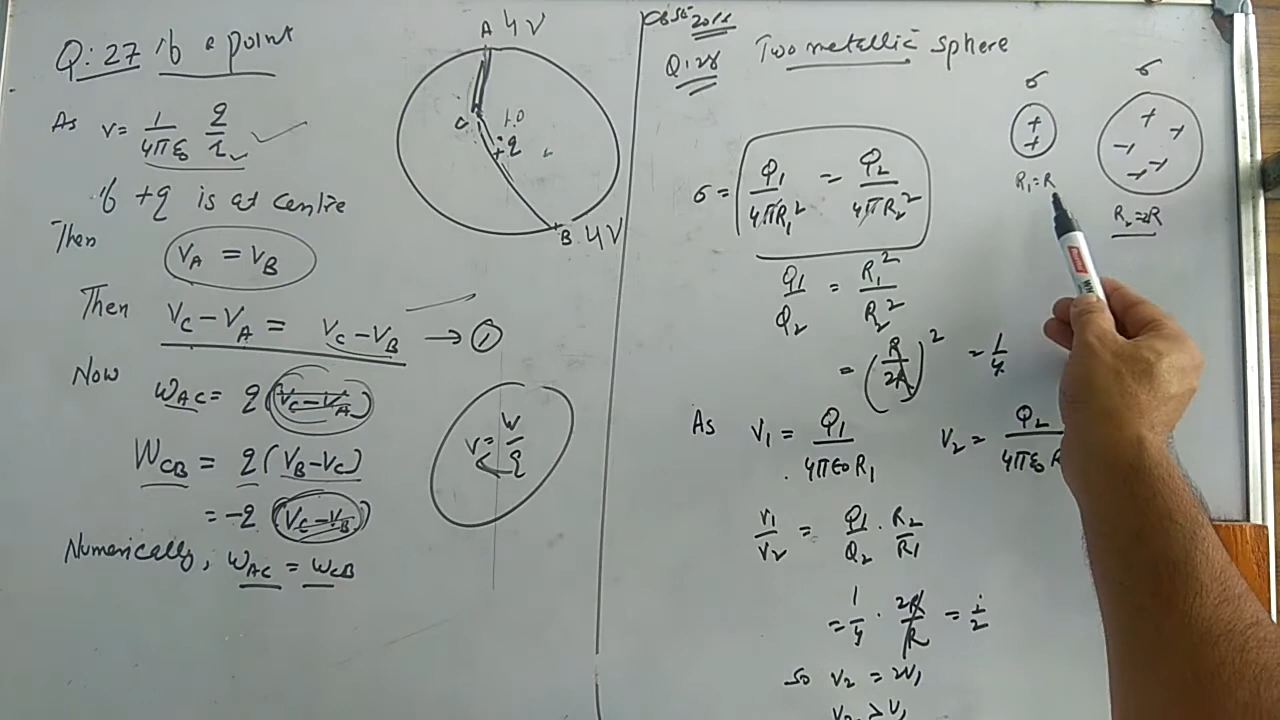 Q: 27 If a point
As V = 1/4πε₀ q/r
If +q is at centre
Then V_A = V_B
Then V_C – V_A = V_C – V_B → ①
Now W_AC = q (V_C – V_A)
W_CB = q (V_B – V_C)
= –q (V_C – V_B)
Numerically, W_AC = W_CB
A 4V
C
+q
B 4V
V = W/q
CBSE 2016
Q: 28 Two metallic sphere
σ σ
R₁ = R
R₂ = 2R
σ = Q₁/4πR₁² = Q₂/4πR₂²
Q₁/Q₂ = R₁²/R₂²
= (R/2R)² = 1/4
As V₁ = Q₁/4πε₀R₁ V₂ = Q₂/4πε₀R
V₁/V₂ = Q₁/Q₂ · R₂/R₁
= 1/4 · 2R/R = 1/2
So V₂ = 2V₁
V₂ > V₁